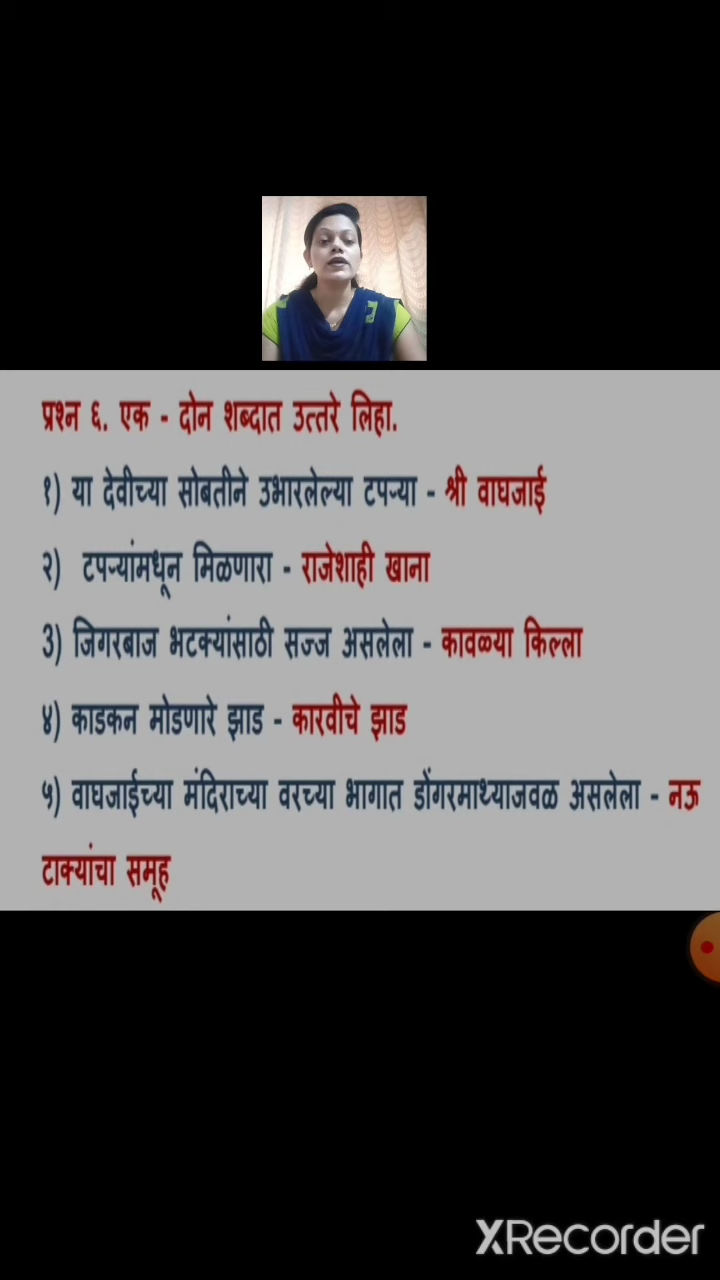 प्रश्न ६. एक - दोन शब्दात उत्तरे लिहा.
१) या देवीच्या सोबतीने उभारलेल्या टपऱ्या - श्री वाघजाई
२) टपऱ्यांमधून मिळणारा - राजेशाही खाना
3) जिगरबाज भटक्यांसाठी सज्ज असलेला - कावळ्या किल्ला
४) काडकन मोडणारे झाड - कारवीचे झाड
५) वाघजाईच्या मंदिराच्या वरच्या भागात डोंगरमाथ्याजवळ असलेला - नऊ
टाक्यांचा समूह
XRecorder